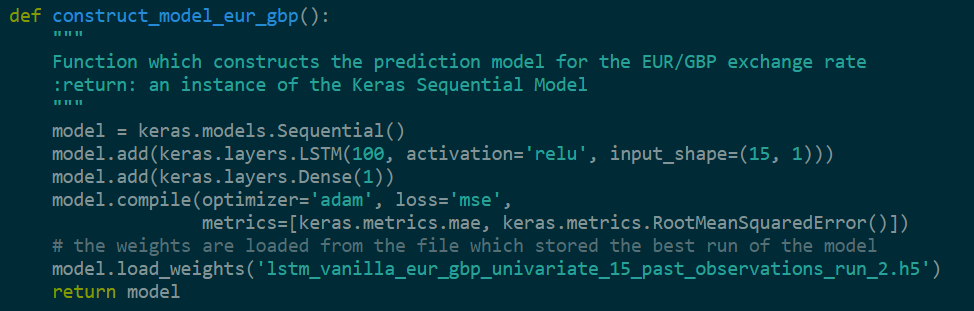 def construct_model_eur_gbp():
    """
    Function which constructs the prediction model for the EUR/GBP exchange rate
    :return: an instance of the Keras Sequential Model
    """
    model = keras.models.Sequential()
    model.add(keras.layers.LSTM(100, activation='relu', input_shape=(15, 1)))
    model.add(keras.layers.Dense(1))
    model.compile(optimizer='adam', loss='mse',
                  metrics=[keras.metrics.mae, keras.metrics.RootMeanSquaredError()])
    # the weights are loaded from the file which stored the best run of the model
    model.load_weights('lstm_vanilla_eur_gbp_univariate_15_past_observations_run_2.h5')
    return model